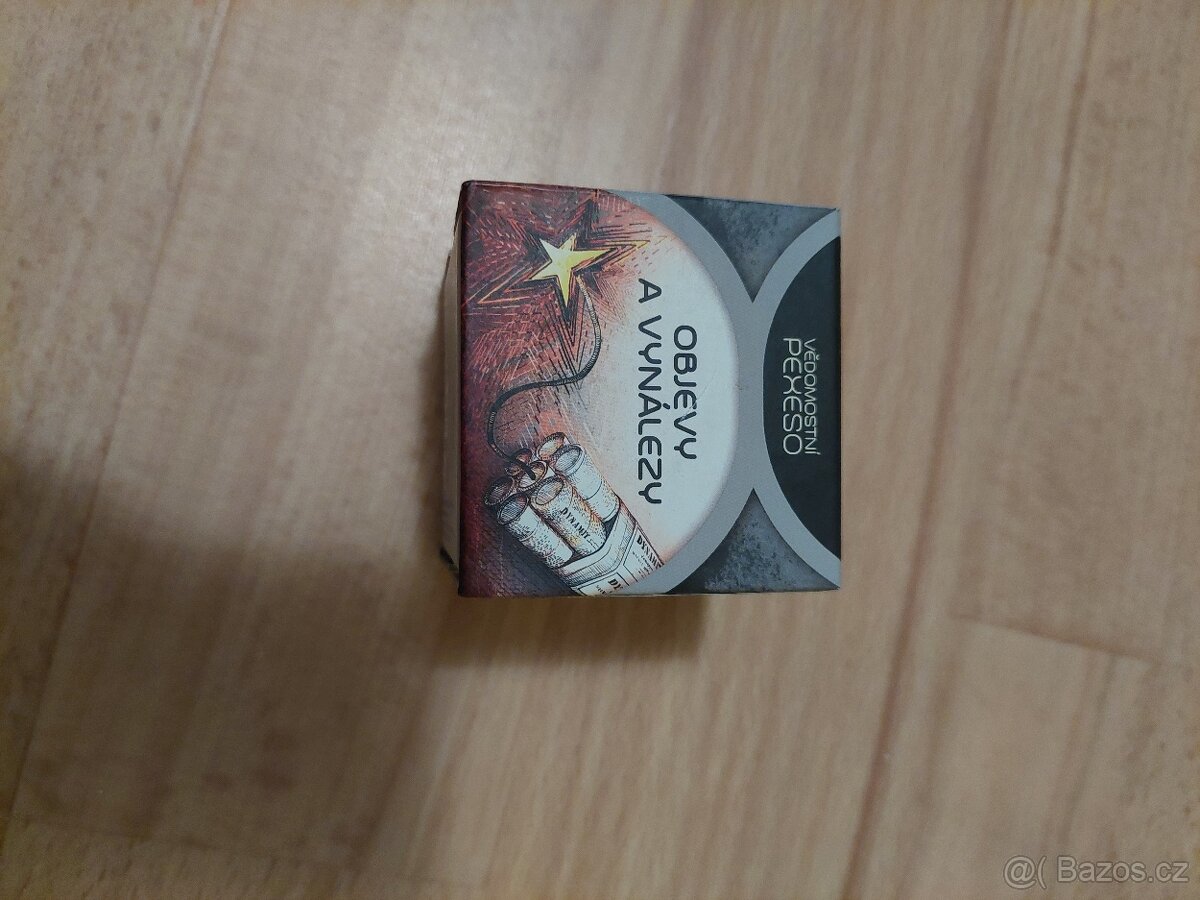 VĚDOMOSTNÍ
PEXESO
OBJEVY
A VYNÁLEZY
DYNAMIT
@( Bazos.cz